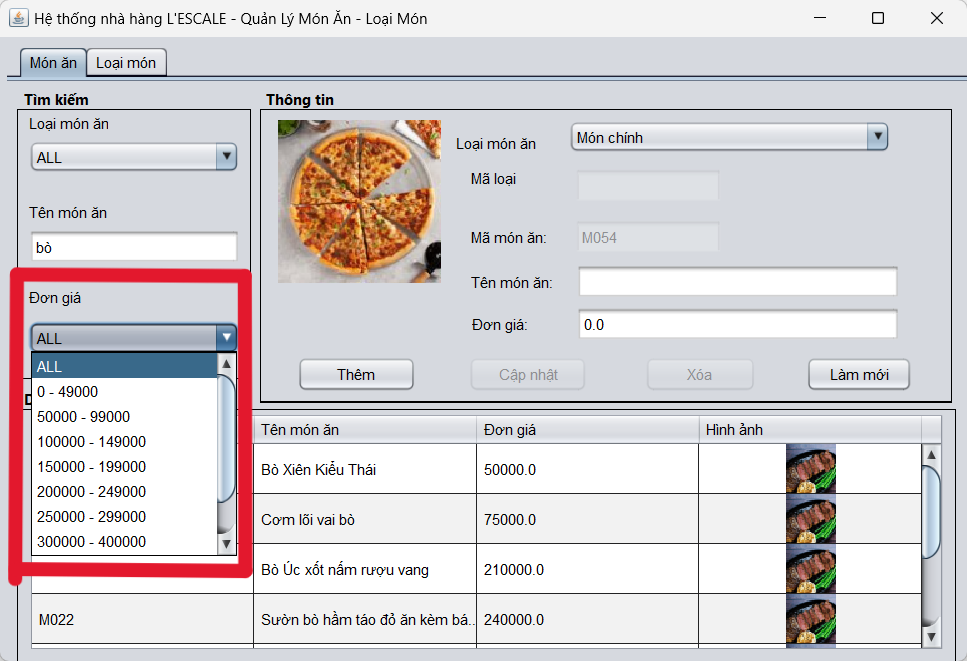 Hệ thống nhà hàng L'ESCALE - Quản Lý Món Ăn - Loại Món
Món ăn
Loại món
Tìm kiếm
Loại món ăn
ALL
Tên món ăn
bò
Đơn giá
ALL
ALL
0 - 49000
50000 - 99000
100000 - 149000
150000 - 199000
200000 - 249000
250000 - 299000
300000 - 400000
Thông tin
Loại món ăn
Món chính
Mã loại
Mã món ăn:
M054
Tên món ăn:
Đơn giá:
0.0
Thêm
Cập nhật
Xóa
Làm mới
Tên món ăn Đơn giá Hình ảnh
Bò Xiên Kiểu Thái 50000.0
Cơm lõi vai bò 75000.0
Bò Úc xốt nấm rượu vang 210000.0
M022 Sườn bò hầm táo đỏ ăn kèm bá... 240000.0